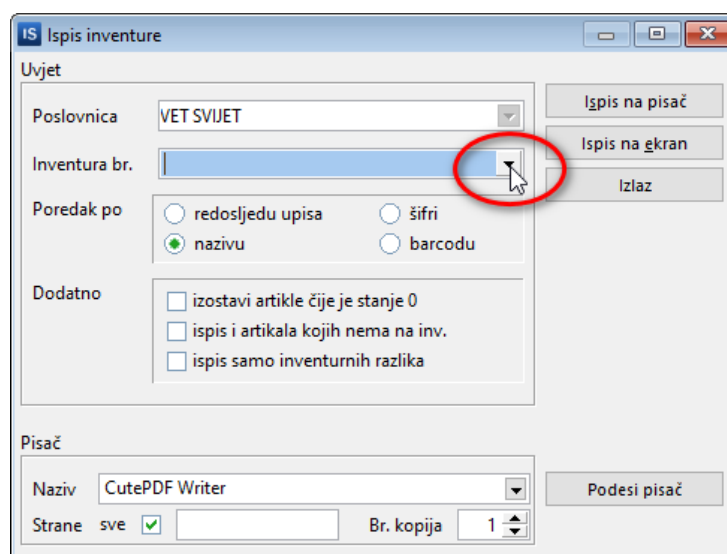 IS Ispis inventure
Uvjet
Poslovnica VET SVIJET
Ispis na pisač
Inventura br.
Ispis na ekran
Izlaz
Poredak po
redosljedu upisa šifri
nazivu barcodu
Dodatno
izostavi artikle čije je stanje 0
ispis i artikala kojih nema na inv.
ispis samo inventurnih razlika
Pisač
Naziv CutePDF Writer
Podesi pisač
Strane sve Br. kopija 1